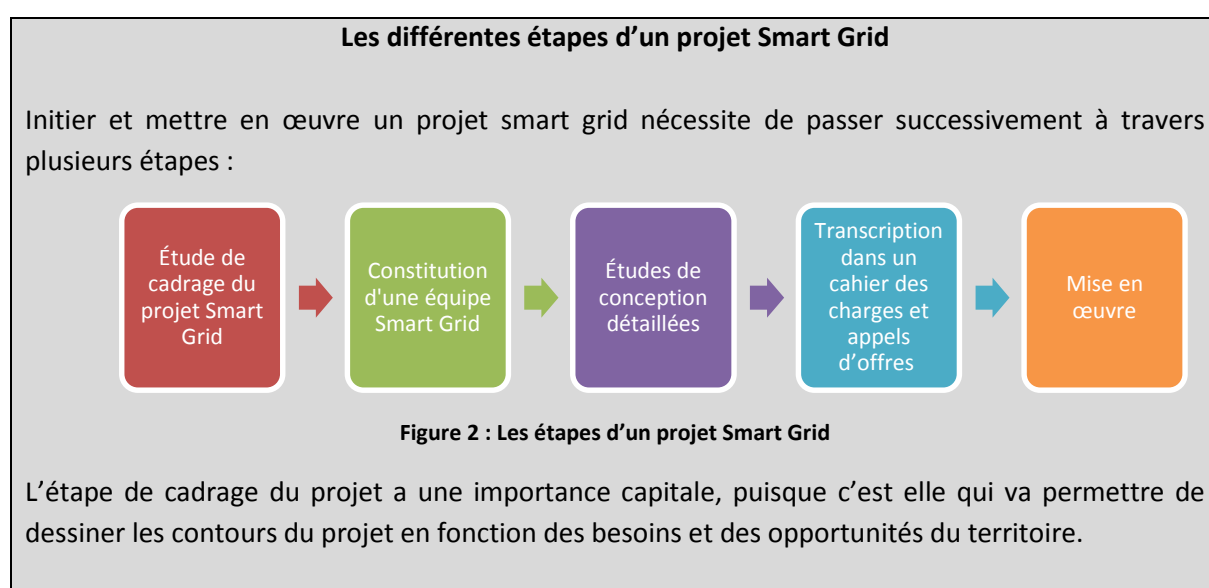 Les différentes étapes d’un projet Smart Grid
Initier et mettre en œuvre un projet smart grid nécessite de passer successivement à travers
plusieurs étapes :
Étude de
cadrage du
projet Smart
Grid
Constitution
d'une équipe
Smart Grid
Études de
conception
détaillées
Transcription
dans un
cahier des
charges et
appels
d’offres
Mise en
œuvre
Figure 2 : Les étapes d’un projet Smart Grid
L’étape de cadrage du projet a une importance capitale, puisque c’est elle qui va permettre de
dessiner les contours du projet en fonction des besoins et des opportunités du territoire.